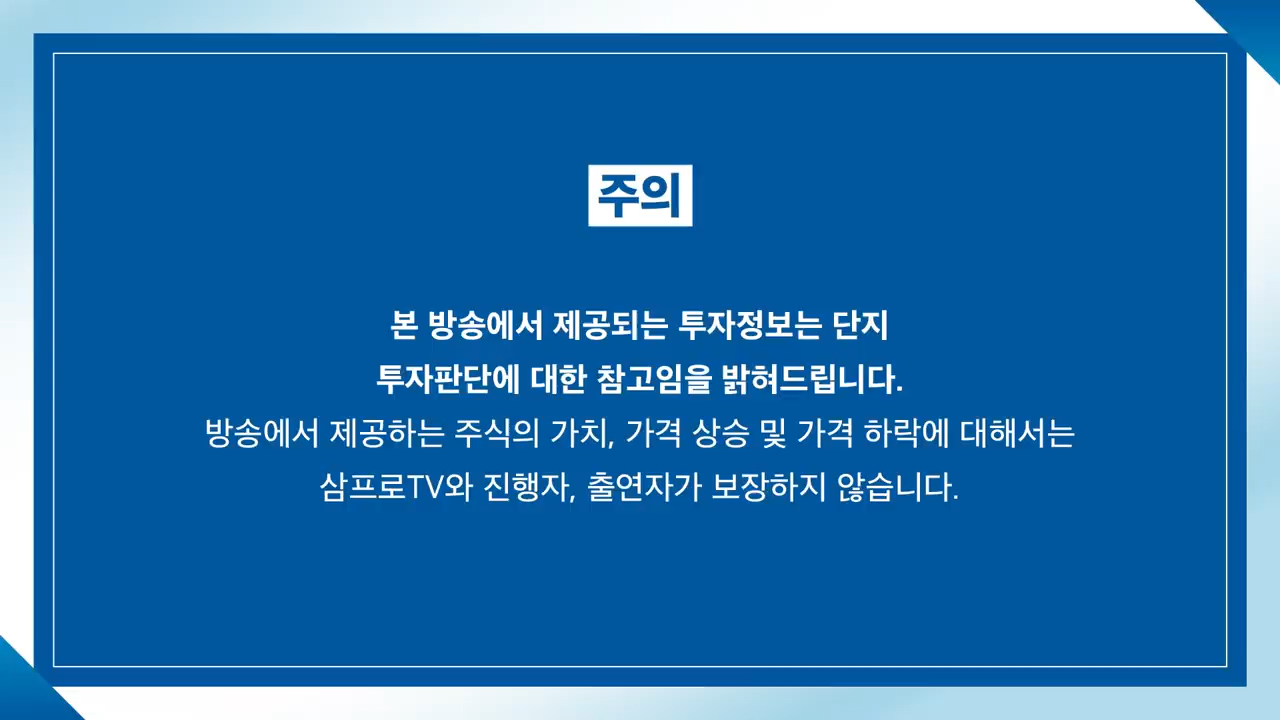 주의
본 방송에서 제공되는 투자정보는 단지
투자판단에 대한 참고임을 밝혀드립니다.
방송에서 제공하는 주식의 가치, 가격 상승 및 가격 하락에 대해서는
삼프로TV와 진행자, 출연자가 보장하지 않습니다.